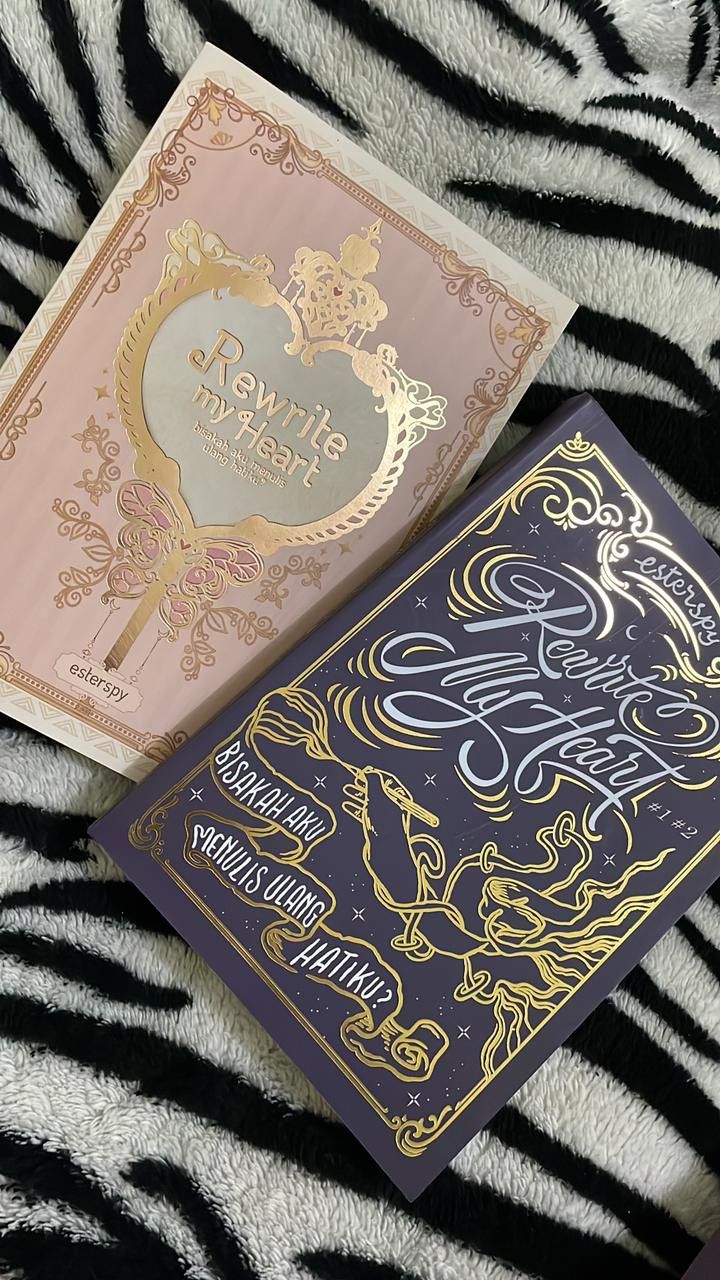 Rewrite
my Heart
bisakah aku menulis
ulang hatiku?
esterspy
esterspy
Rewrite
My Heart
#1 #2
BISAKAH AKU
MENULIS ULANG
HATIKU?